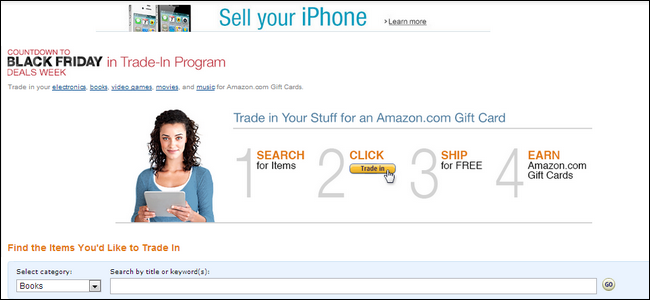 Sell your iPhone
› Learn more
COUNTDOWN TO
BLACK FRIDAY in Trade-In Program
DEALS WEEK
Trade in your electronics, books, video games, movies, and music for Amazon.com Gift Cards.
Trade in Your Stuff for an Amazon.com Gift Card
1 SEARCH
for Items
2 CLICK
Trade in
3 SHIP
for FREE
4 EARN
Amazon.com
Gift Cards
Find the Items You'd Like to Trade In
Select category:
Books
Search by title or keyword(s):
GO